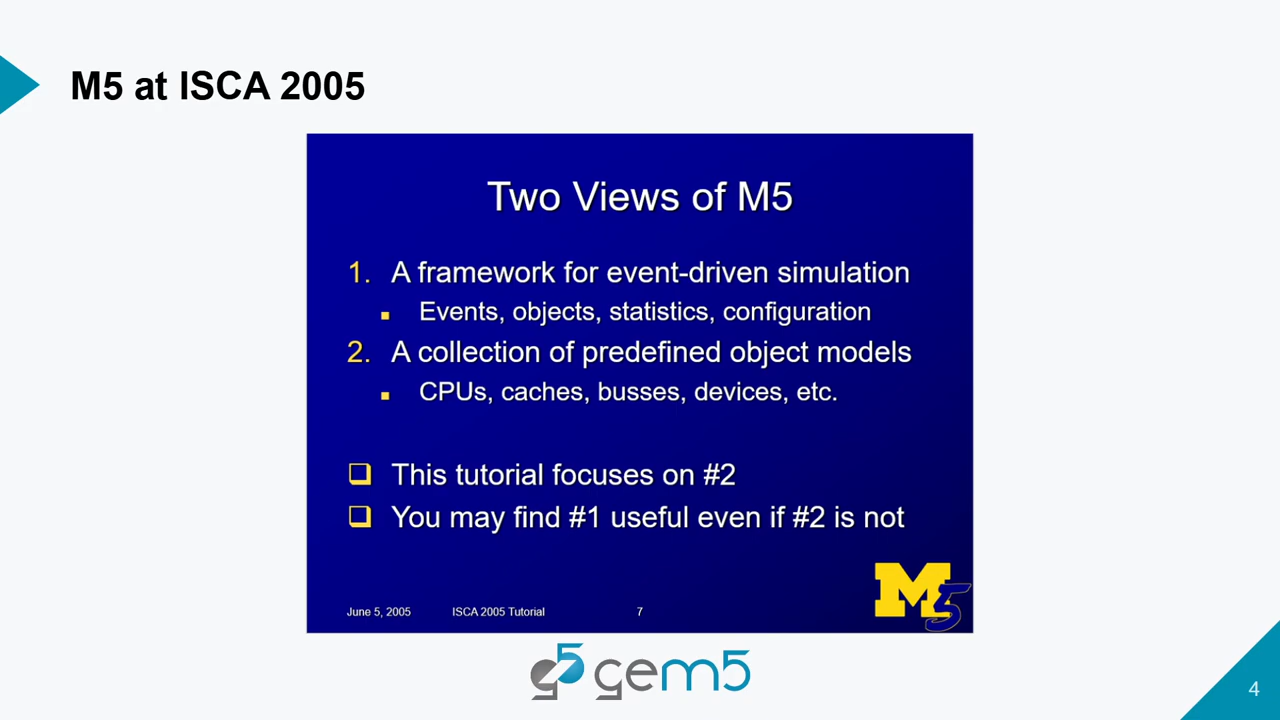 M5 at ISCA 2005
Two Views of M5
1. A framework for event-driven simulation
Events, objects, statistics, configuration
2. A collection of predefined object models
CPUs, caches, busses, devices, etc.
This tutorial focuses on #2
You may find #1 useful even if #2 is not
M5
June 5, 2005 ISCA 2005 Tutorial 7
g5 gem5
4